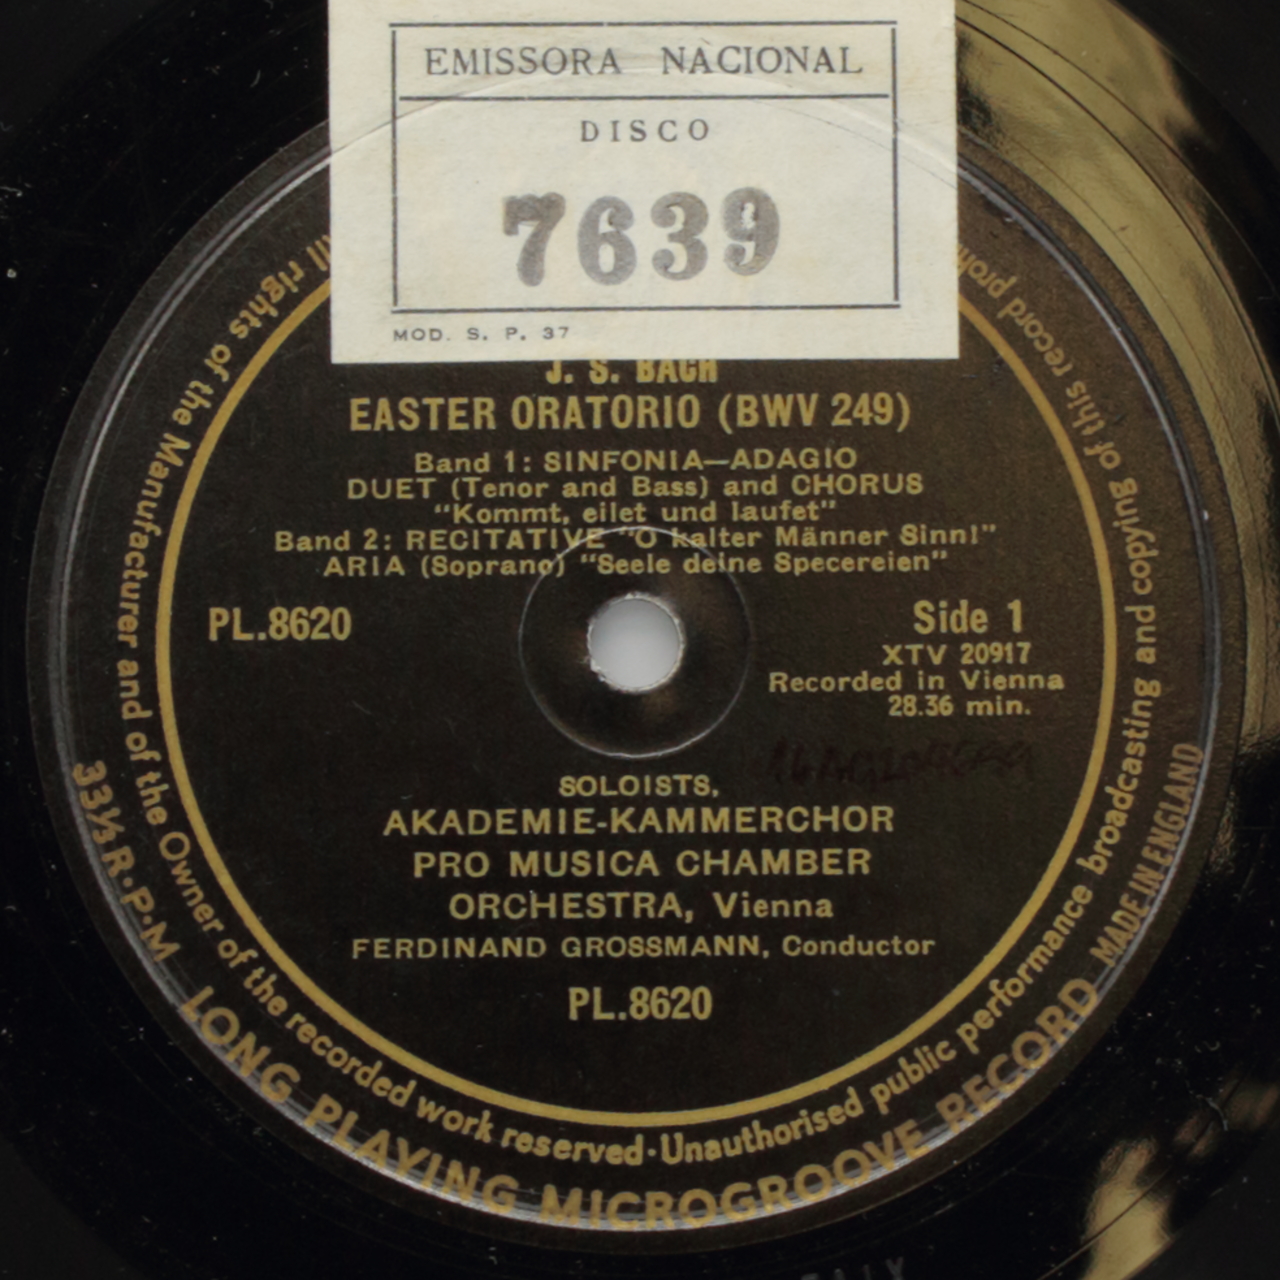 EMISSORA NACIONAL
DISCO
7639
MOD. S. P. 37
J. S. BACH
EASTER ORATORIO (BWV 249)
Band 1: SINFONIA—ADAGIO
DUET (Tenor and Bass) and CHORUS
“Kommt, eilet und laufet”
Band 2: RECITATIVE “O kalter Männer Sinn!”
ARIA (Soprano) “Seele deine Specereien”
PL.8620
Side 1
XTV 20917
Recorded in Vienna
28.36 min.
SOLOISTS,
AKADEMIE-KAMMERCHOR
PRO MUSICA CHAMBER
ORCHESTRA, Vienna
FERDINAND GROSSMANN, Conductor
PL.8620
rights of the Manufacturer and of the Owner of the recorded work reserved·Unauthorised public performance broadcasting and copying of this record
33⅓ R·P·M
LONG PLAYING MICROGROOVE RECORD
MADE IN ENGLAND